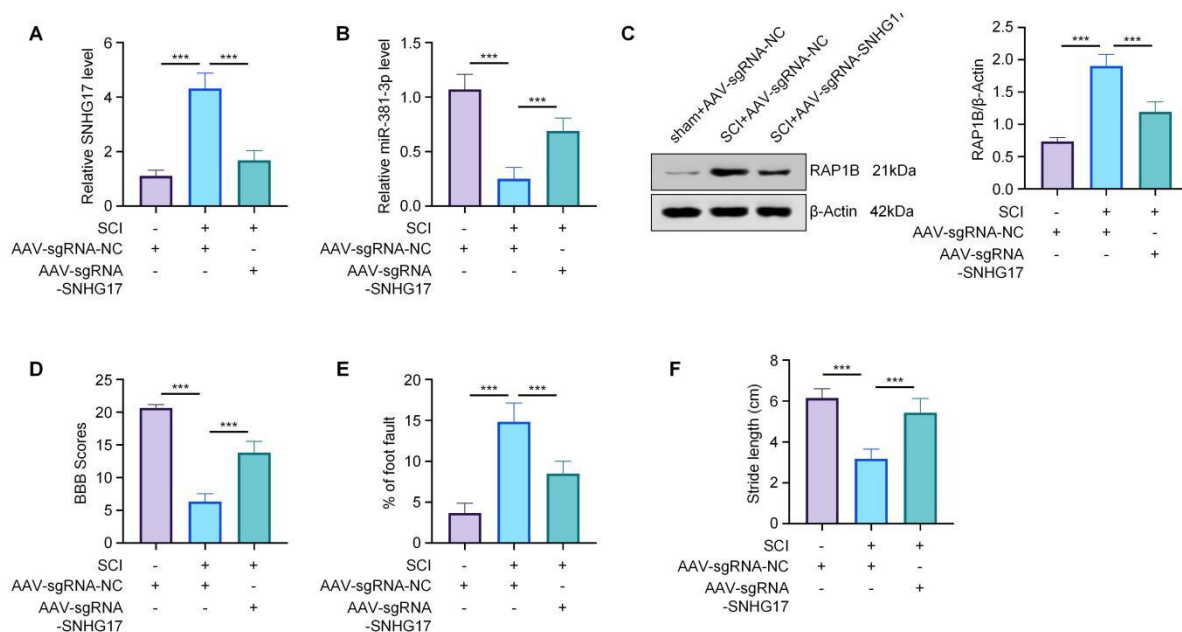 A
Relative SNHG17 level
6
4
2
0
***
***
SCI - + +
AAV-sgRNA-NC + + -
AAV-sgRNA - - +
-SNHG17
B
Relative miR-381-3p level
1.5
1.0
0.5
0.0
***
***
SCI - + +
AAV-sgRNA-NC + + -
AAV-sgRNA - - +
-SNHG17
C
sham+AAV-sgRNA-NC
SCI+AAV-sgRNA-NC
SCI+AAV-sgRNA-SNHG17
RAP1B 21kDa
β-Actin 42kDa
RAP1B/β-Actin
2.5
2.0
1.5
1.0
0.5
0.0
***
***
SCI - + +
AAV-sgRNA-NC + + -
AAV-sgRNA - - +
-SNHG17
D
BBB Scores
25
20
15
10
5
0
***
***
SCI - + +
AAV-sgRNA-NC + + -
AAV-sgRNA - - +
-SNHG17
E
% of foot fault
20
15
10
5
0
***
***
SCI - + +
AAV-sgRNA-NC + + -
AAV-sgRNA - - +
-SNHG17
F
Stride length (cm)
8
6
4
2
0
***
***
SCI - + +
AAV-sgRNA-NC + + -
AAV-sgRNA - - +
-SNHG17